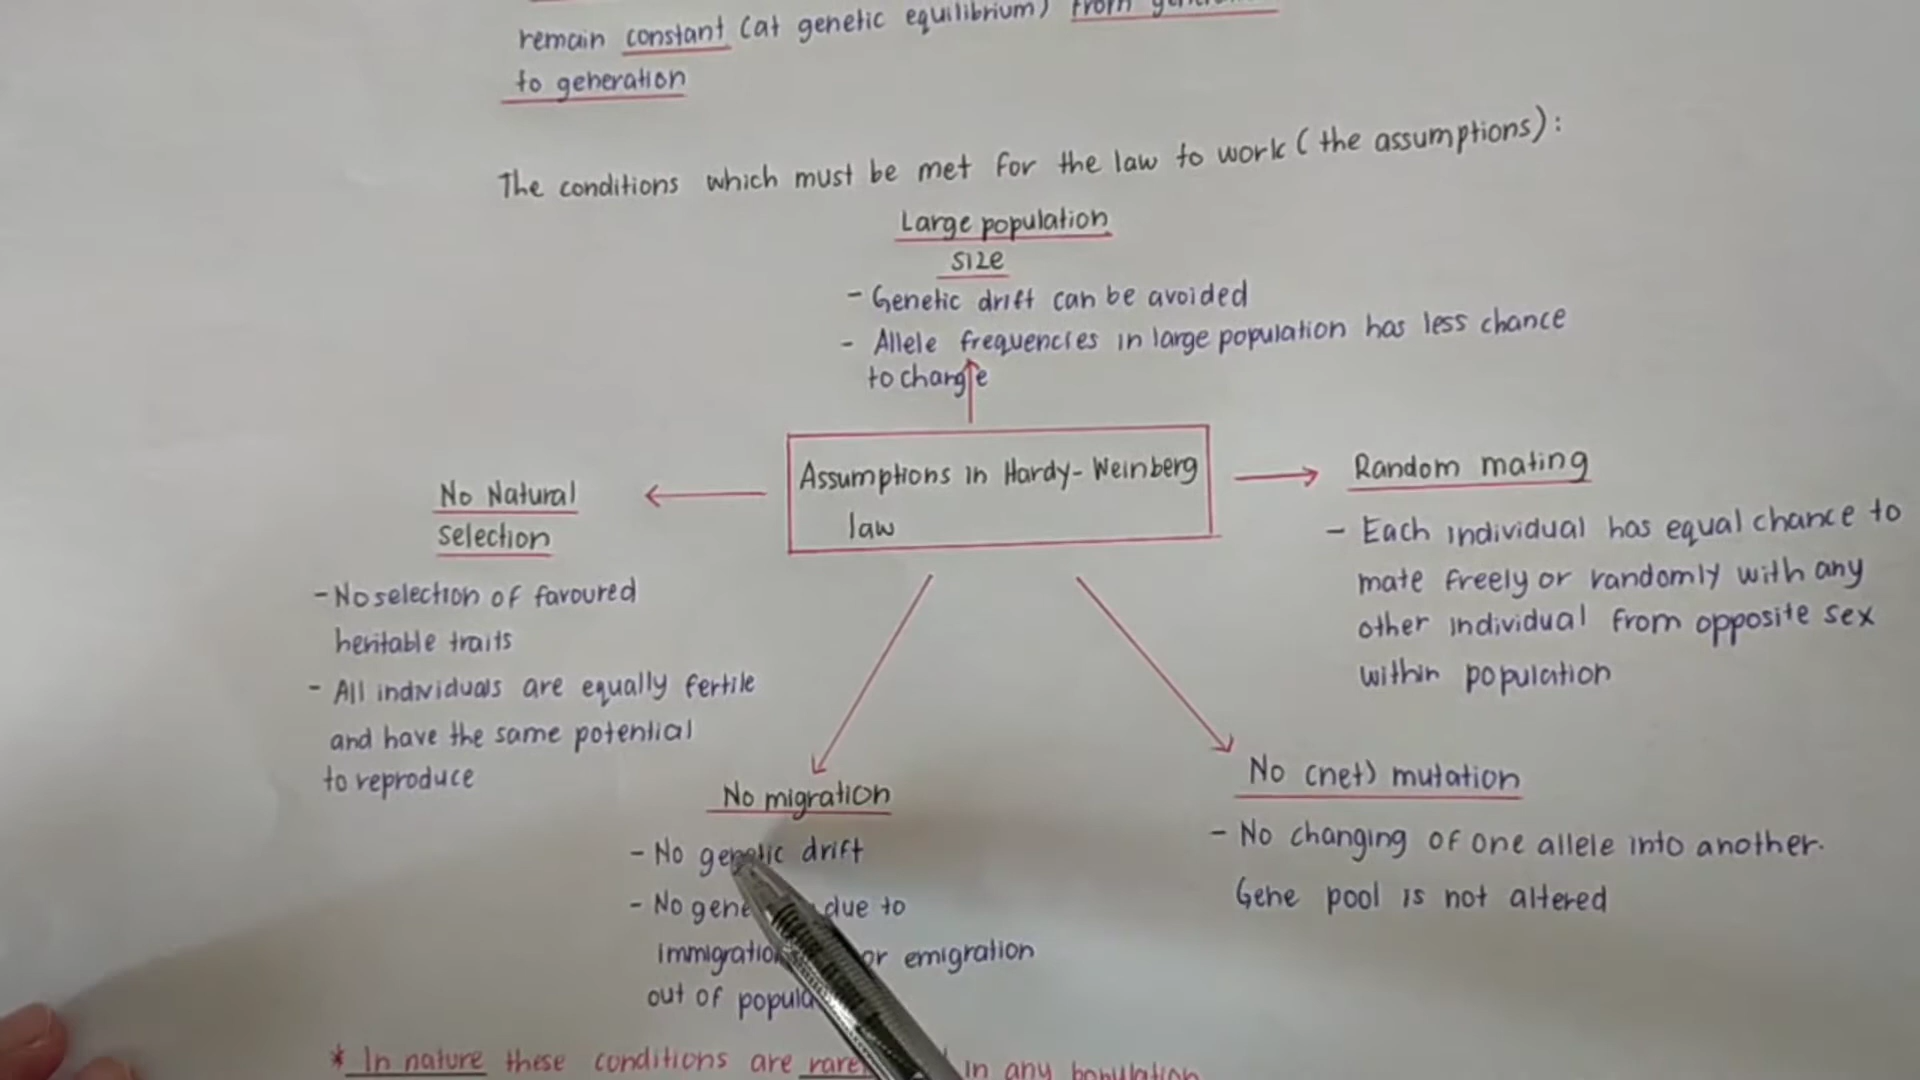 remain constant (at genetic equilibrium) from
to generation
The conditions which must be met for the law to work (the assumptions):
Large population
size
- Genetic drift can be avoided
- Allele frequencies in large population has less chance
to change
Assumptions in Hardy-Weinberg
law
No Natural
selection
- No selection of favoured
heritable traits
- All individuals are equally fertile
and have the same potential
to reproduce
Random mating
- Each individual has equal chance to
mate freely or randomly with any
other individual from opposite sex
within population
No migration
- No genetic drift
- No due to
or emigration
out of
No (net) mutation
- No changing of one allele into another.
Gene pool is not altered
* In nature these conditions are in any population